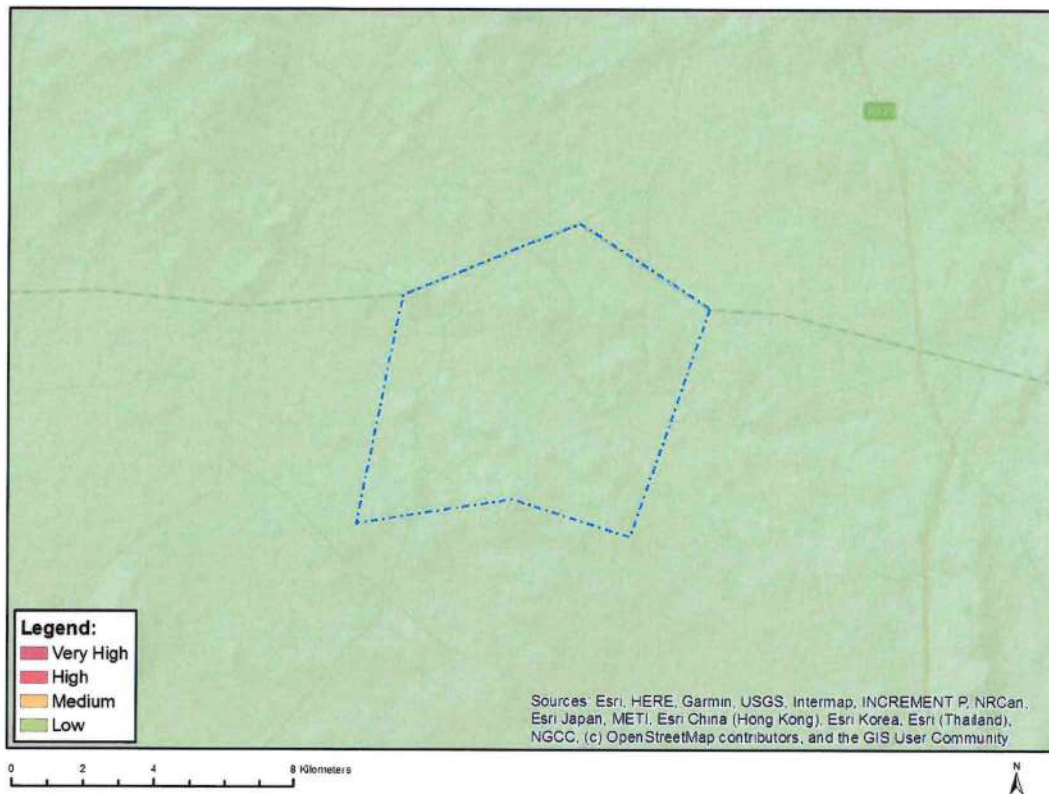 Legend:
Very High
High
Medium
Low
Sources: Esri, HERE, Garmin, USGS, Intermap, INCREMENT P, NRCan,
Esri Japan, METI, Esri China (Hong Kong), Esri Korea, Esri (Thailand),
NGCC, (c) OpenStreetMap contributors, and the GIS User Community
0 2 4 8 Kilometers
N